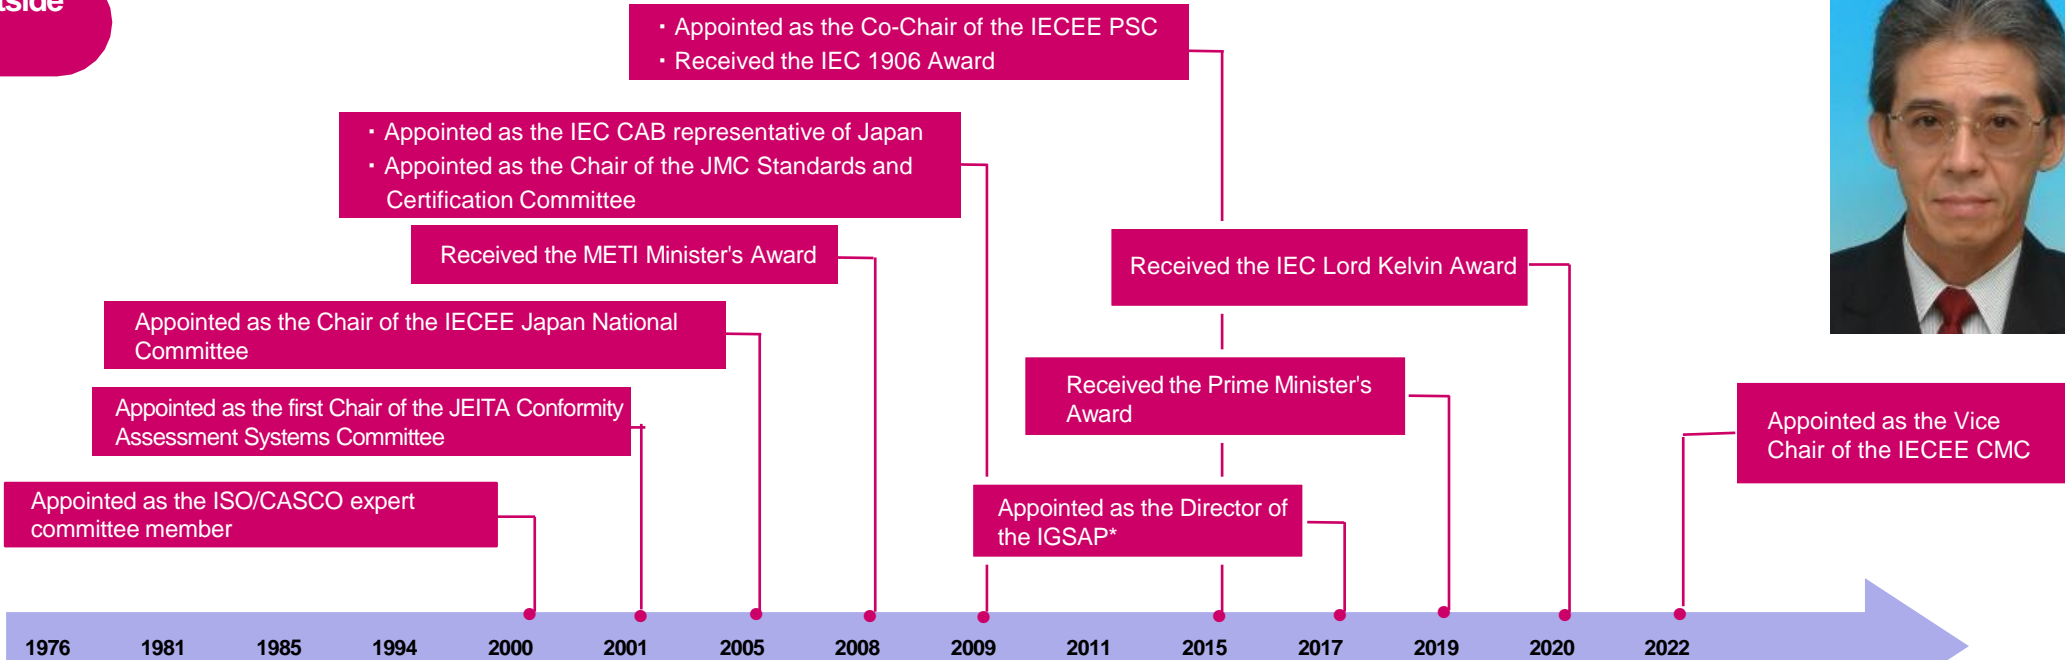 ・Appointed as the Co-Chair of the IECEE PSC
・Received the IEC 1906 Award
・Appointed as the IEC CAB representative of Japan
・Appointed as the Chair of the JMC Standards and
Certification Committee
Received the METI Minister's Award
Received the IEC Lord Kelvin Award
Appointed as the Chair of the IECEE Japan National
Committee
Received the Prime Minister's
Award
Appointed as the first Chair of the JEITA Conformity
Assessment Systems Committee
Appointed as the Vice
Chair of the IECEE CMC
Appointed as the ISO/CASCO expert
committee member
Appointed as the Director of
the IGSAP*
1976 1981 1985 1994 2000 2001 2005 2008 2009 2011 2015 2017 2019 2020 2022